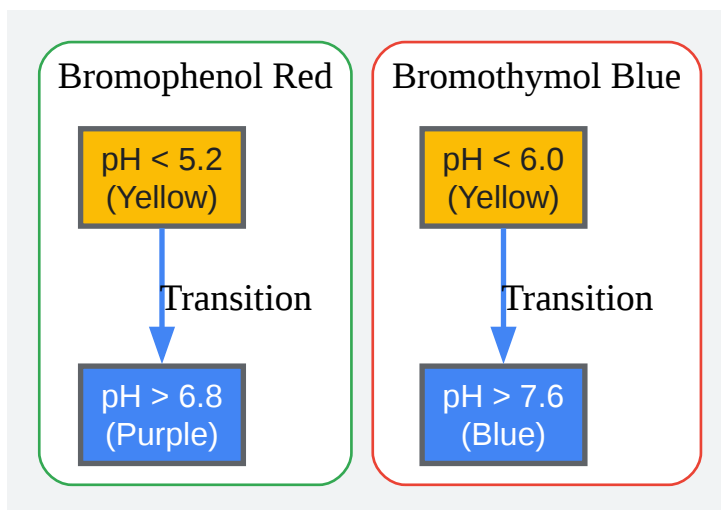 Bromophenol Red
pH < 5.2
(Yellow)
Transition
pH > 6.8
(Purple)
Bromothymol Blue
pH < 6.0
(Yellow)
Transition
pH > 7.6
(Blue)